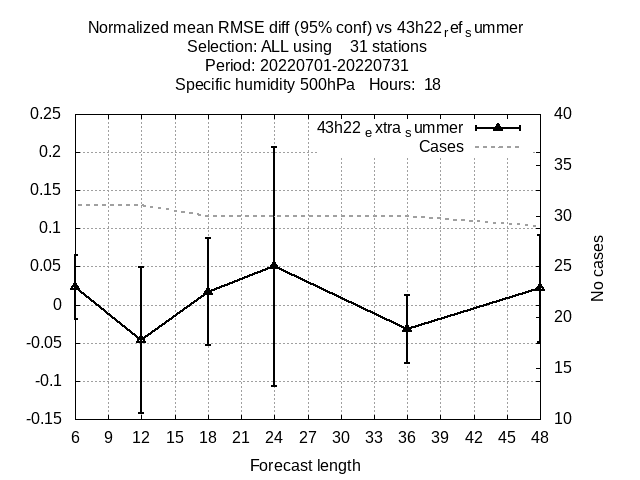 Normalized mean RMSE diff (95% conf) vs 43h22refsummer
Selection: ALL using 31 stations
Period: 20220701-20220731
Specific humidity 500hPa Hours: 18
43h22extrasummer
Cases
0.25
0.2
0.15
0.1
0.05
0
-0.05
-0.1
-0.15
40
35
30
25
20
15
10
No cases
6 9 12 15 18 21 24 27 30 33 36 39 42 45 48
Forecast length